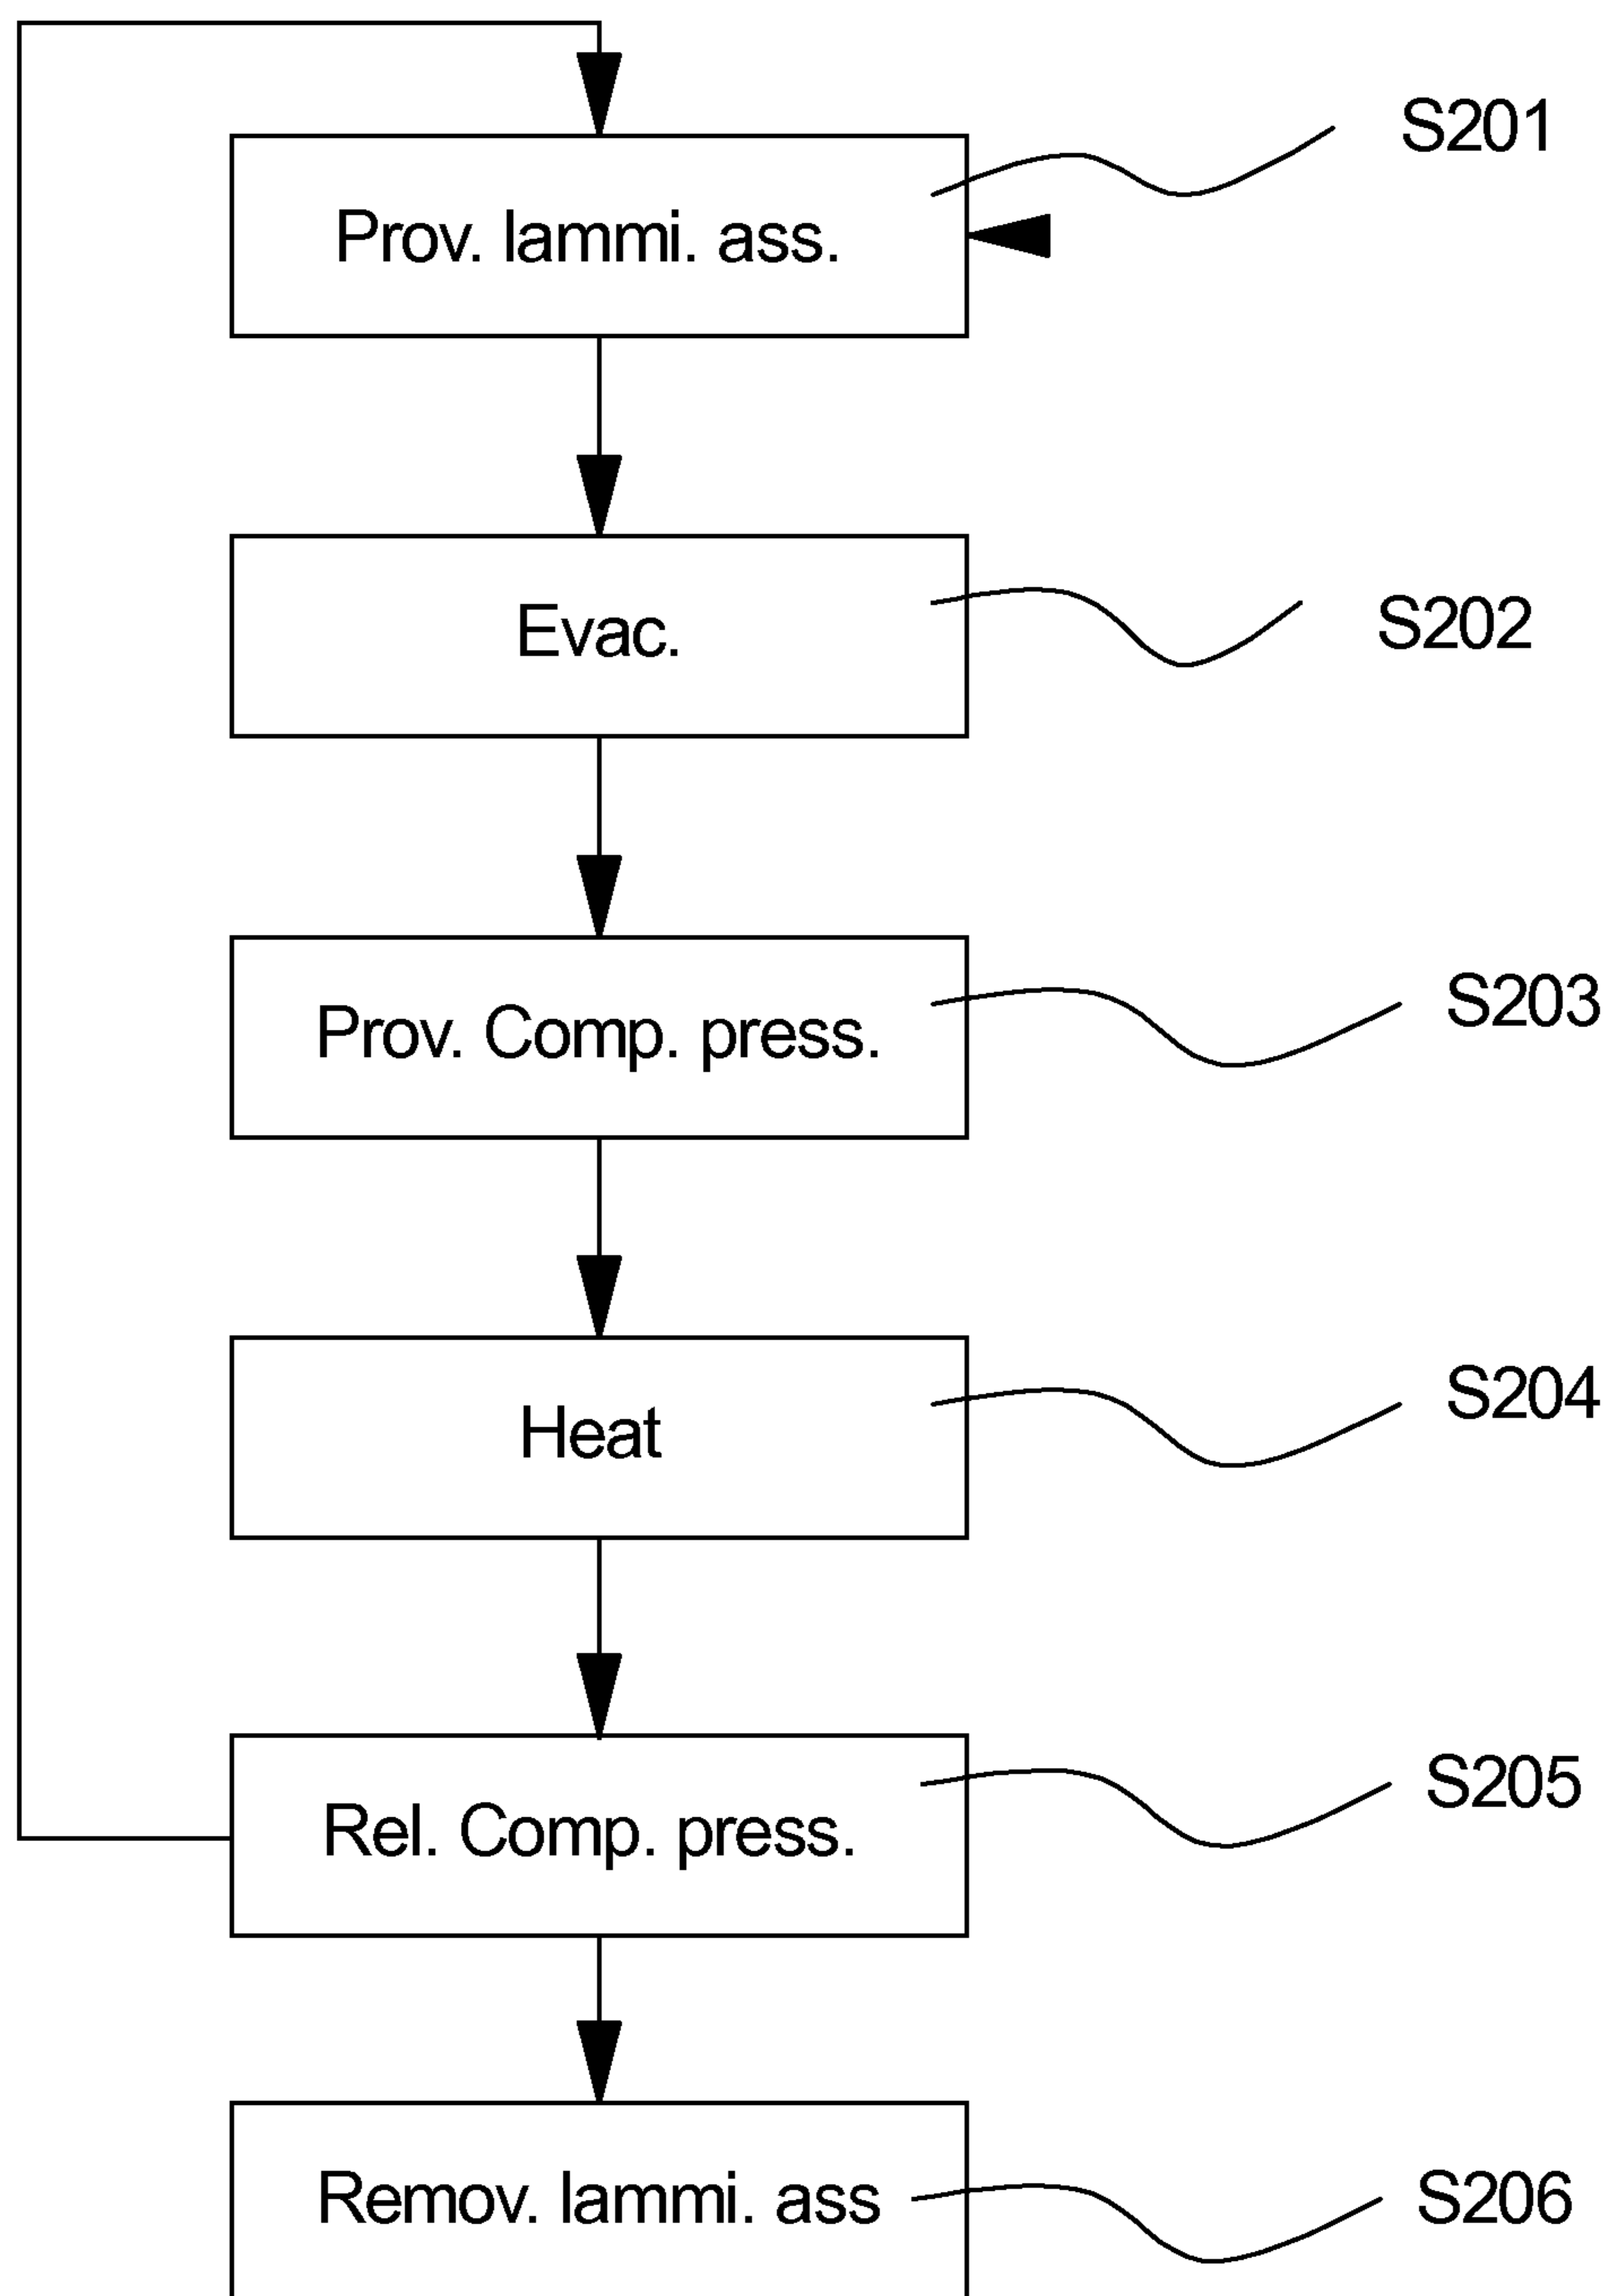 S201
Prov. lammi. ass.
Evac.
S202
Prov. Comp. press.
S203
Heat
S204
Rel. Comp. press.
S205
Remov. lammi. ass
S206